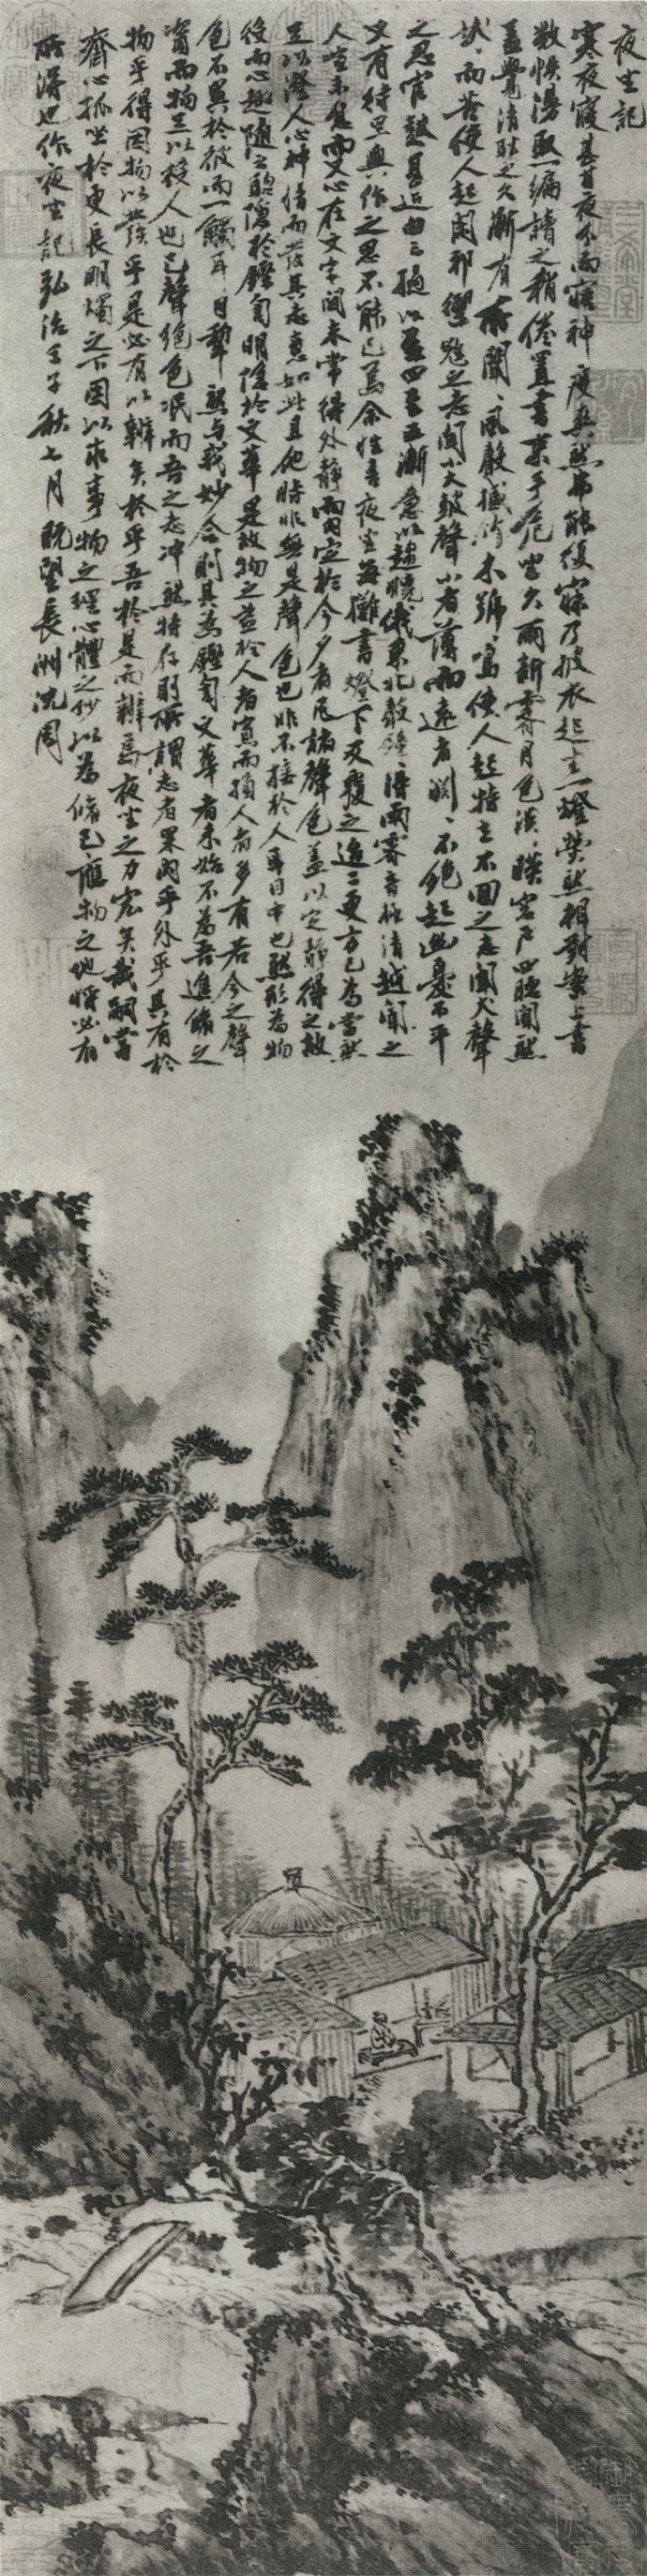 夜坐記
寒夜寢甚甘夜分而寤神度爽然弗能復寐乃披衣起坐一燈熒然相對案上書
數帙漫取一編讀之稍倦置書束手危坐久雨新霽月色淡淡映窗戶四聽闃然
蓋覺清耿之久漸有所聞聞風聲撼竹木號號鳴使人起特立不回之志聞犬聲
狀狀而苦使人起閑邪禦寇之志聞小大鼓聲小者薄而遠者淵淵不絕起幽憂不平
之思官鼓甚近由三撾以至四至五漸急以趨曉俄東北聲鐘鐘得雨霽音極清越聞之
又有待旦興作之思不能已焉余性喜夜坐每攤書燈下反覆之迨二更方已為當然
人喧未息而又心在文字間未常得外靜而內定於今夕者凡諸聲色蓋以定靜得之故
足以澄人心神情而發其志意如此且他時非無是聲色也非不接於人耳目中也然形為物
役而心趣隨之聰隱於鏗訇明隱於文華是故物之益於人者寡而損人者多有若今之聲
色不異於彼而一觸耳目犁然與我妙合則其為鏗訇文華者未始不為吾進修之
資而物足以役人也已聲絕色泯而吾之志沖然特存則所謂志者果內乎外乎其有於
物乎得因物以發乎是必有以辨矣於乎吾於是而辨焉夜坐之力宏矣哉嗣當
齋心孤坐於更長明燭之下因以求事物之理心體之妙以為修己應物之地將必有
所得也作夜坐記弘治壬子秋七月既望長洲沈周